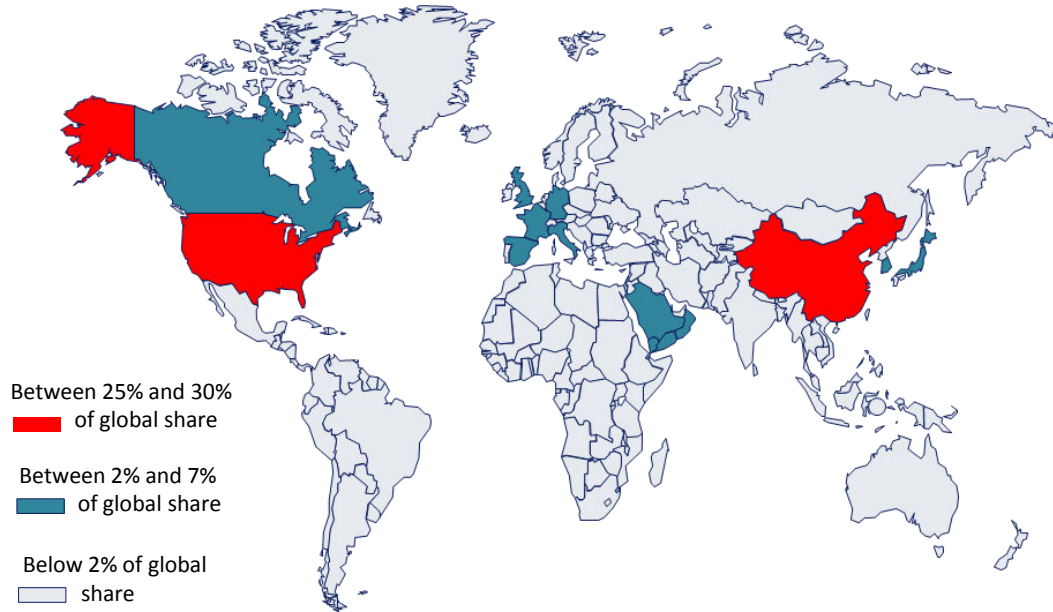 Between 25% and 30%
of global share
Between 2% and 7%
of global share
Below 2% of global
share